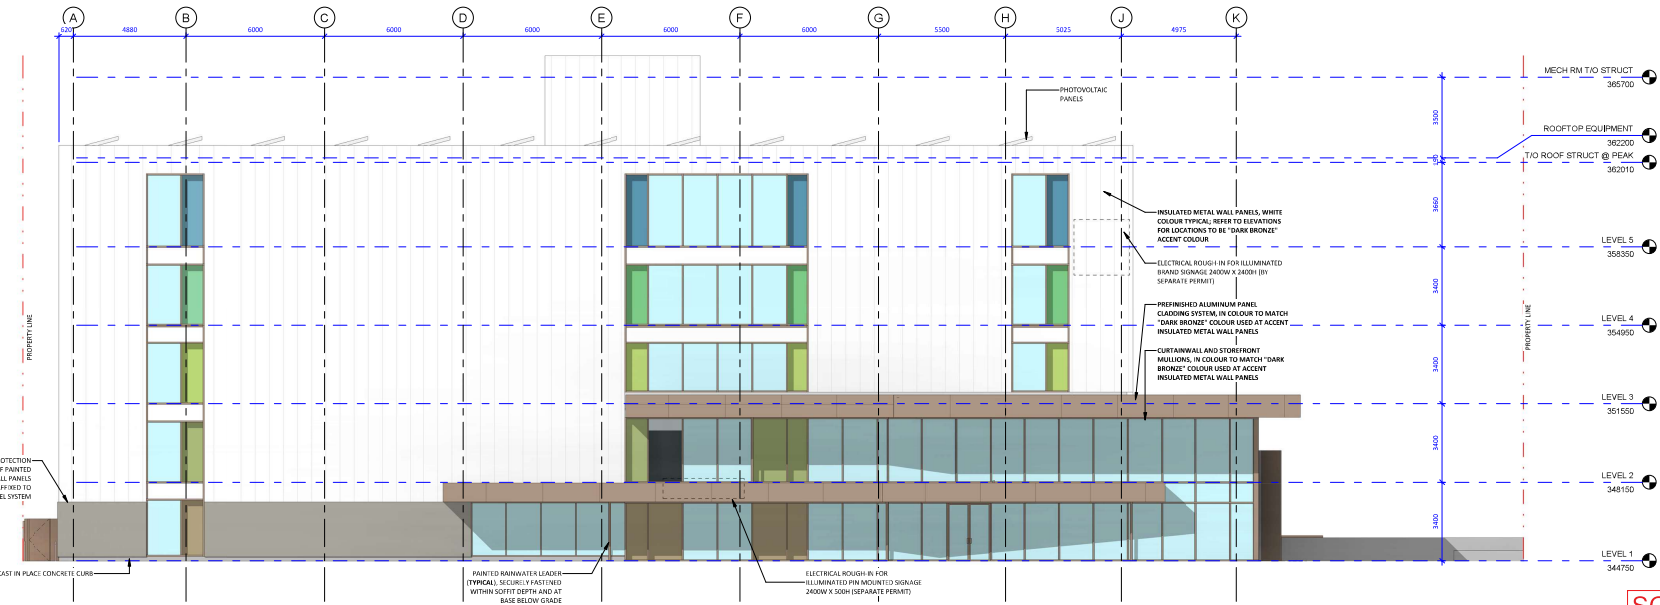 A B C D E F G H J K
620 4880 6000 6000 6000 6000 6000 5500 5025 4975
MECH RM T/O STRUCT
365700
PHOTOVOLTAIC
PANELS
3500
ROOFTOP EQUIPMENT
362200
190
T/O ROOF STRUCT @ PEAK
362010
3660
INSULATED METAL WALL PANELS, WHITE
COLOUR TYPICAL; REFER TO ELEVATIONS
FOR LOCATIONS TO BE "DARK BRONZE"
ACCENT COLOUR
LEVEL 5
358350
ELECTRICAL ROUGH-IN FOR ILLUMINATED
BRAND SIGNAGE 2400W X 2400H (BY
SEPARATE PERMIT)
3400
PREFINISHED ALUMINUM PANEL
CLADDING SYSTEM, IN COLOUR TO MATCH
"DARK BRONZE" COLOUR USED AT ACCENT
INSULATED METAL WALL PANELS
LEVEL 4
354950
PROPERTY LINE
PROPERTY LINE
CURTAINWALL AND STOREFRONT
MULLIONS, IN COLOUR TO MATCH "DARK
BRONZE" COLOUR USED AT ACCENT
INSULATED METAL WALL PANELS
3400
LEVEL 3
351550
3400
OTECTION
F PAINTED
ALL PANELS
FFIXED TO
EL SYSTEM
LEVEL 2
348150
3400
LEVEL 1
344750
CAST IN PLACE CONCRETE CURB
PAINTED RAINWATER LEADER
(TYPICAL), SECURELY FASTENED
WITHIN SOFFIT DEPTH AND AT
BASE BELOW GRADE
ELECTRICAL ROUGH-IN FOR
ILLUMINATED PIN MOUNTED SIGNAGE
2400W X 500H (SEPARATE PERMIT)